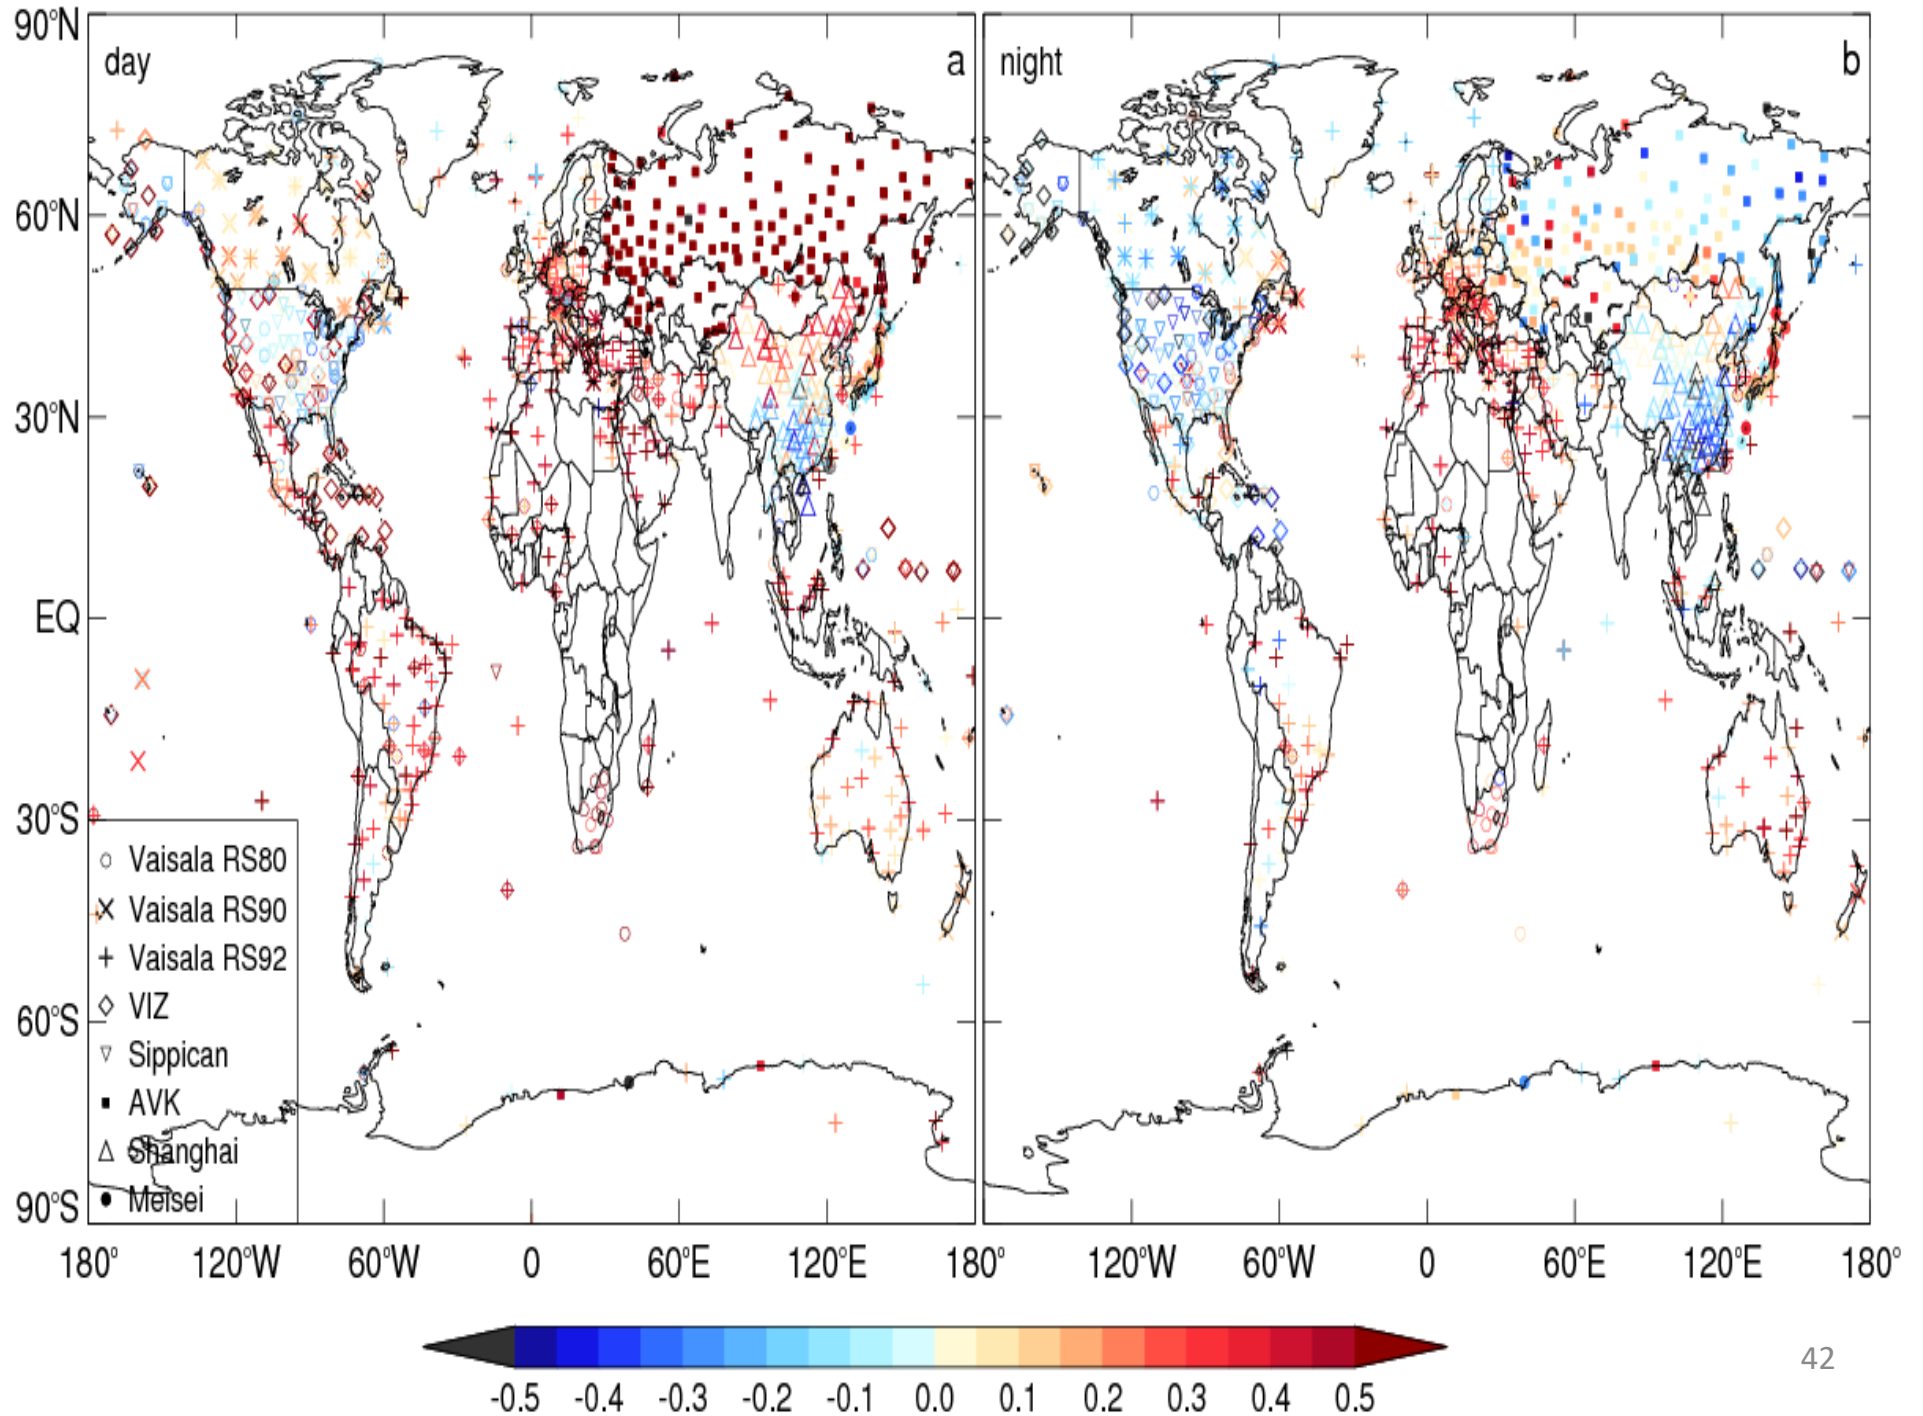 90°N
60°N
30°N
EQ
30°S
60°S
90°S
day
a
night
b
Vaisala RS80
Vaisala RS90
Vaisala RS92
VIZ
Sippican
AVK
Shanghai
Meisei
180° 120°W 60°W 0 60°E 120°E 180° 120°W 60°W 0 60°E 120°E 180°
-0.5 -0.4 -0.3 -0.2 -0.1 0.0 0.1 0.2 0.3 0.4 0.5
42